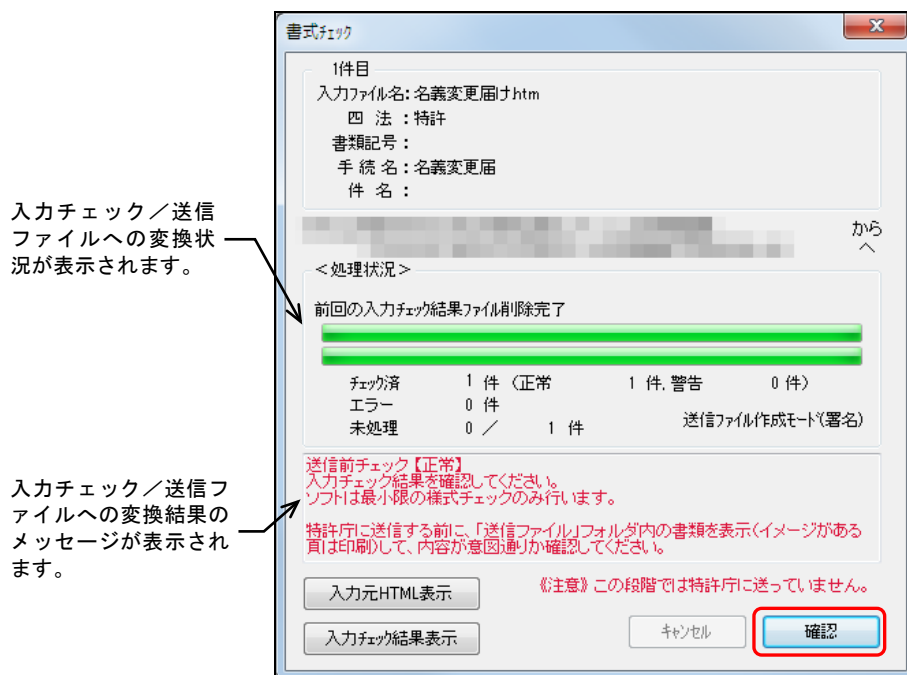 書式ﾁｪｯｸ
1件目
入力ﾌｧｲﾙ名：名義変更届け.htm
四 法 ：特許
書類記号：
手 続 名：名義変更届
件 名 ：
から
へ
＜処理状況＞
前回の入力ﾁｪｯｸ結果ﾌｧｲﾙ削除完了
ﾁｪｯｸ済 1 件 （正常 1 件, 警告 0 件）
エラー 0 件
未処理 0 ／ 1 件 送信ﾌｧｲﾙ作成ﾓｰﾄﾞ(署名)
送信前チェック【正常】
入力チェック結果を確認してください。
ソフトは最小限の様式チェックのみ行います。
特許庁に送信する前に、「送信ファイル」フォルダ内の書類を表示(イメージがある
頁は印刷)して、内容が意図通りか確認してください。
入力元HTML表示
《注意》この段階では特許庁に送っていません。
入力ﾁｪｯｸ結果表示
ｷｬﾝｾﾙ
確認
入力チェック／送信
ファイルへの変換状
況が表示されます。
入力チェック／送信フ
ァイルへの変換結果の
メッセージが表示され
ます。